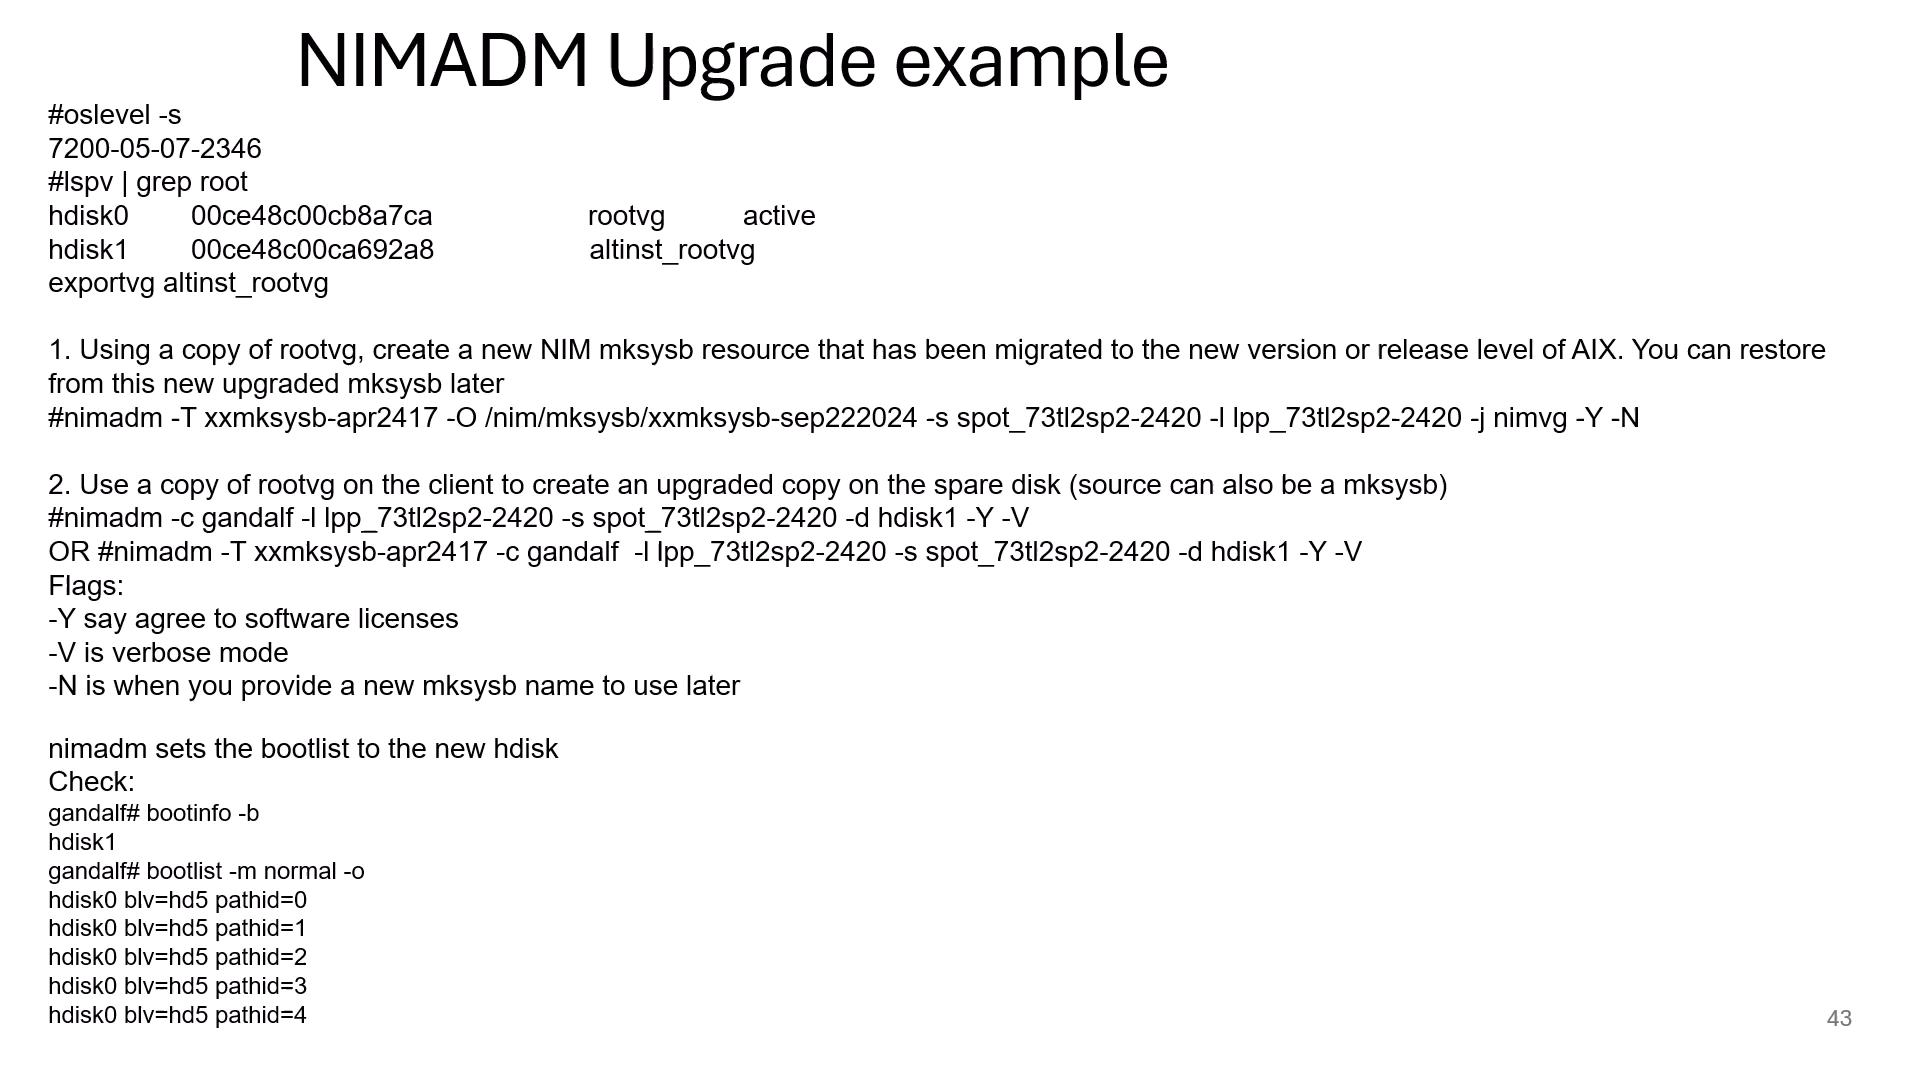 NIMADM Upgrade example
#oslevel -s
7200-05-07-2346
#lspv | grep root
hdisk0 00ce48c00cb8a7ca rootvg active
hdisk1 00ce48c00ca692a8 altinst_rootvg
exportvg altinst_rootvg
1. Using a copy of rootvg, create a new NIM mksysb resource that has been migrated to the new version or release level of AIX. You can restore
from this new upgraded mksysb later
#nimadm -T xxmksysb-apr2417 -O /nim/mksysb/xxmksysb-sep222024 -s spot_73tl2sp2-2420 -l lpp_73tl2sp2-2420 -j nimvg -Y -N
2. Use a copy of rootvg on the client to create an upgraded copy on the spare disk (source can also be a mksysb)
#nimadm -c gandalf -l lpp_73tl2sp2-2420 -s spot_73tl2sp2-2420 -d hdisk1 -Y -V
OR #nimadm -T xxmksysb-apr2417 -c gandalf  -l lpp_73tl2sp2-2420 -s spot_73tl2sp2-2420 -d hdisk1 -Y -V
Flags:
-Y say agree to software licenses
-V is verbose mode
-N is when you provide a new mksysb name to use later
nimadm sets the bootlist to the new hdisk
Check:
gandalf# bootinfo -b
hdisk1
gandalf# bootlist -m normal -o
hdisk0 blv=hd5 pathid=0
hdisk0 blv=hd5 pathid=1
hdisk0 blv=hd5 pathid=2
hdisk0 blv=hd5 pathid=3
hdisk0 blv=hd5 pathid=4
43